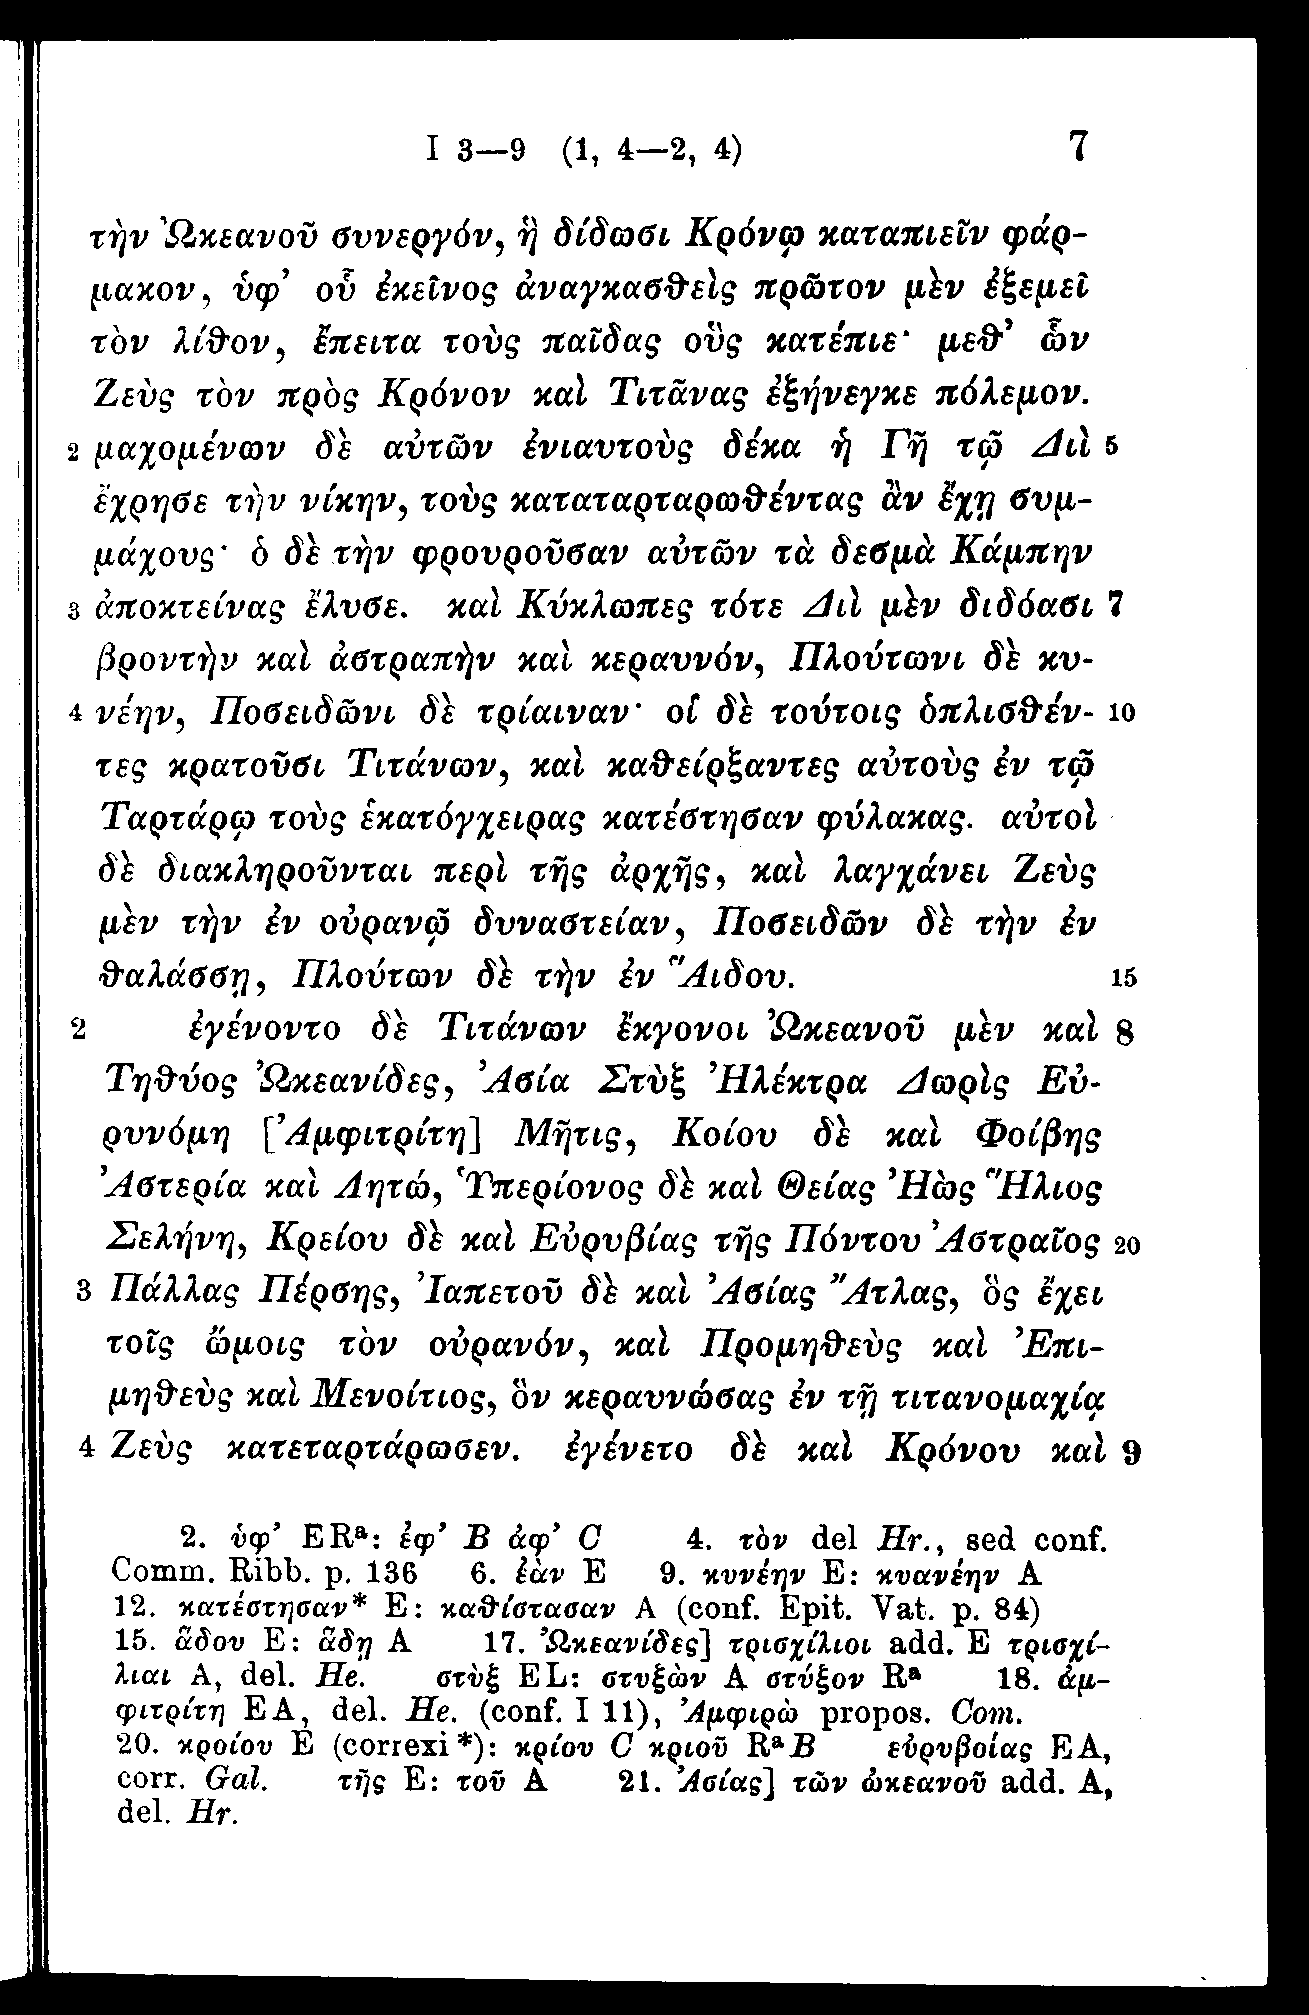 I 3—9 (1, 4—2, 4) 7
τὴν Ὠκεανοῦ συνεργόν, ἣ δίδωσι Κρόνῳ καταπιεῖν φάρ-
μακον, ὑφ’ οὗ ἐκεῖνος ἀναγκασθεὶς πρῶτον μὲν ἐξεμεῖ
τὸν λίθον, ἔπειτα τοὺς παῖδας οὓς κατέπιε· μεθ’ ὧν
Ζεὺς τὸν πρὸς Κρόνον καὶ Τιτᾶνας ἐξήνεγκε πόλεμον.
2 μαχομένων δὲ αὐτῶν ἐνιαυτοὺς δέκα ἡ Γῆ τῷ Διὶ 5
ἔχρησε τὴν νίκην, τοὺς καταταρταρωθέντας ἂν ἔχῃ συμ-
μάχους· ὁ δὲ τὴν φρουροῦσαν αὐτῶν τὰ δεσμὰ Κάμπην
3 ἀποκτείνας ἔλυσε. καὶ Κύκλωπες τότε Διὶ μὲν διδόασι 7
βροντὴν καὶ ἀστραπὴν καὶ κεραυνόν, Πλούτωνι δὲ κυ-
4 νέην, Ποσειδῶνι δὲ τρίαιναν· οἱ δὲ τούτοις ὁπλισθέν- 10
τες κρατοῦσι Τιτάνων, καὶ καθείρξαντες αὐτοὺς ἐν τῷ
Ταρτάρῳ τοὺς ἑκατόγχειρας κατέστησαν φύλακας. αὐτοὶ
δὲ διακληροῦνται περὶ τῆς ἀρχῆς, καὶ λαγχάνει Ζεὺς
μὲν τὴν ἐν οὐρανῷ δυναστείαν, Ποσειδῶν δὲ τὴν ἐν
θαλάσσῃ, Πλούτων δὲ τὴν ἐν Ἅιδου. 15
2 ἐγένοντο δὲ Τιτάνων ἔκγονοι Ὠκεανοῦ μὲν καὶ 8
Τηθύος Ὠκεανίδες, Ἀσία Στὺξ Ἠλέκτρα Δωρὶς Εὐ-
ρυνόμη [Ἀμφιτρίτη] Μῆτις, Κοίου δὲ καὶ Φοίβης
Ἀστερία καὶ Λητώ, Ὑπερίονος δὲ καὶ Θείας Ἠὼς Ἥλιος
Σελήνη, Κρείου δὲ καὶ Εὐρυβίας τῆς Πόντου Ἀστραῖος 20
3 Πάλλας Πέρσης, Ἰαπετοῦ δὲ καὶ Ἀσίας Ἄτλας, ὃς ἔχει
τοῖς ὤμοις τὸν οὐρανόν, καὶ Προμηθεὺς καὶ Ἐπι-
μηθεὺς καὶ Μενοίτιος, ὃν κεραυνώσας ἐν τῇ τιτανομαχίᾳ
4 Ζεὺς κατεταρτάρωσεν. ἐγένετο δὲ καὶ Κρόνου καὶ 9
2. ὑφ’ ERª: ἐφ’ B ἀφ’ C 4. τὸν del Hr., sed conf.
Comm. Ribb. p. 136 6. ἐὰν E 9. κυνέην E: κυανέην A
12. κατέστησαν* E: καθίστασαν A (conf. Epit. Vat. p. 84)
15. ἅδου E: ἅδῃ A 17. Ὠκεανίδες] τρισχίλιοι add. E τρισχί-
λιαι A, del. He. στὺξ EL: στυξὼν A στύξον Rª 18. ἀμ-
φιτρίτη EA, del. He. (conf. I 11), Ἀμφιρὼ propos. Com.
20. κροίου E (correxi*): κρίου C κριοῦ RªB εὐρυβοίας EA,
corr. Gal. τῆς E: τοῦ A 21. Ἀσίας] τῶν ὠκεανοῦ add. A,
del. Hr.